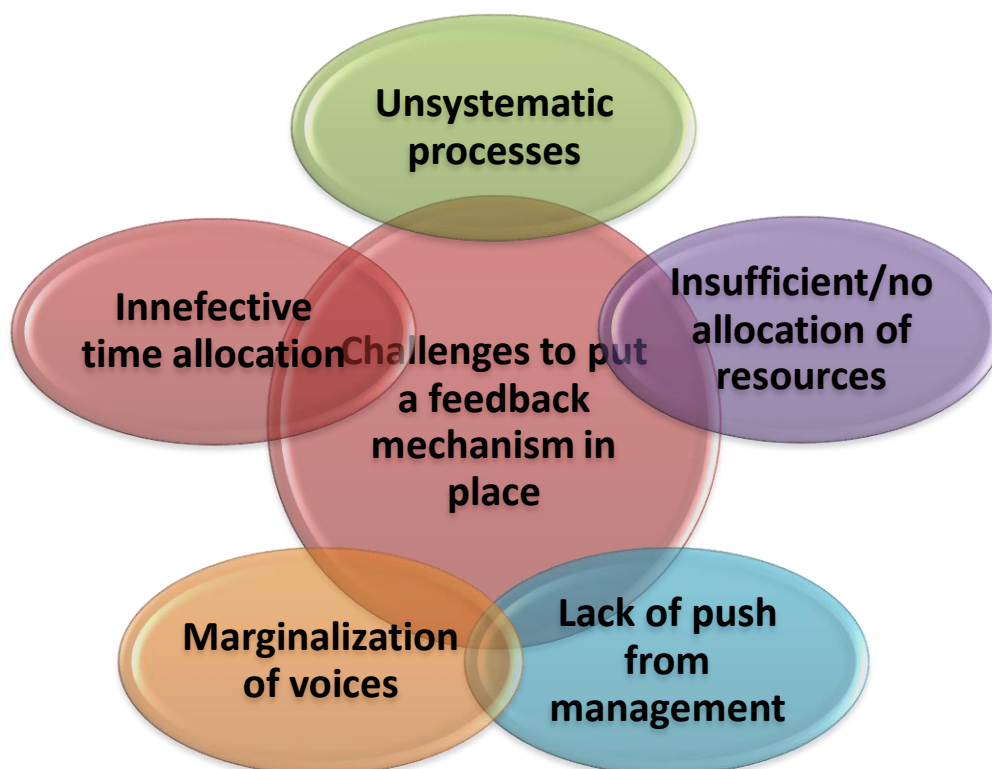 Unsystematic
processes
Insufficient/no
allocation of
resources
Innefective
time allocation
Challenges to put
a feedback
mechanism in
place
Marginalization
of voices
Lack of push
from
management